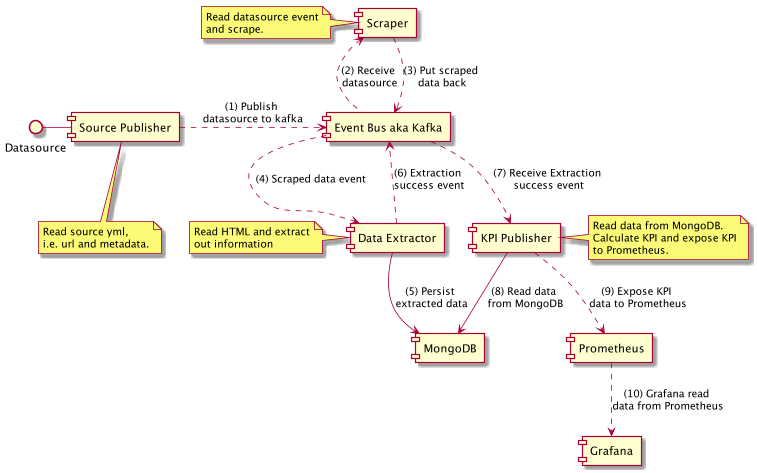 Read datasource event
and scrape.
Scraper
(2) Receive
datasource
(3) Put scraped
data back
(1) Publish
datasource to kafka
Datasource
Source Publisher
Event Bus aka Kafka
(4) Scraped data event
(6) Extraction
success event
(7) Receive Extraction
success event
Read source yml,
i.e. url and metadata.
Read HTML and extract
out information
Data Extractor
KPI Publisher
Read data from MongoDB.
Calculate KPI and expose KPI
to Prometheus.
(5) Persist
extracted data
(8) Read data
from MongoDB
(9) Expose KPI
data to Prometheus
MongoDB
Prometheus
(10) Grafana read
data from Prometheus
Grafana